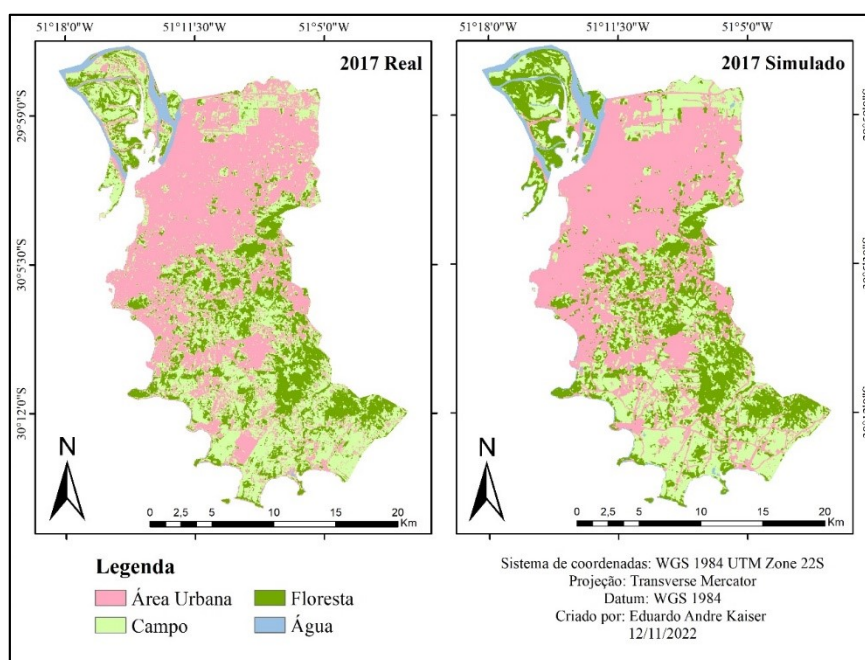 51°18'0"W 51°11'30"W 51°5'0"W
51°18'0"W 51°11'30"W 51°5'0"W
2017 Real
2017 Simulado
29°59'0"S
30°5'30"S
30°12'0"S
N
0 2,5 5 10 15 20
Km
N
0 2,5 5 10 15 20
Km
Legenda
Área Urbana
Floresta
Campo
Água
Sistema de coordenadas: WGS 1984 UTM Zone 22S
Projeção: Transverse Mercator
Datum: WGS 1984
Criado por: Eduardo Andre Kaiser
12/11/2022